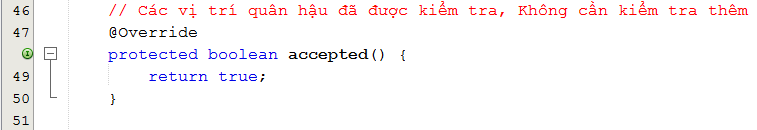 46 // Các vị trí quân hậu đã được kiểm tra, Không cần kiểm tra thêm
47 @Override
protected boolean accepted() {
49 return true;
50 }
51